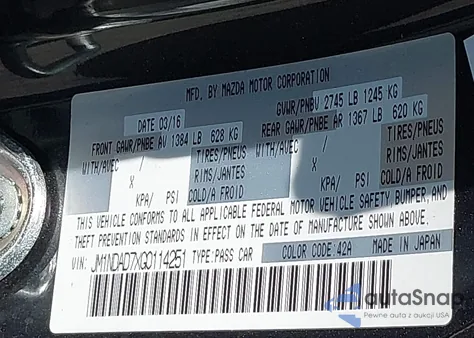 MFD. BY MAZDA MOTOR CORPORATION
DATE 03/16 GVWR/PNBV 2745 LB 1245 KG
FRONT GAWR/PNBE AV 1384 LB 628 KG REAR GAWR/PNBE AR 1367 LB 620 KG
WITH/AVEC / TIRES/PNEUS WITH/AVEC / TIRES/PNEUS
X RIMS/JANTES X RIMS/JANTES
KPA/ PSI COLD/A FROID KPA/ PSI COLD/A FROID
THIS VEHICLE CONFORMS TO ALL APPLICABLE FEDERAL MOTOR VEHICLE SAFETY, BUMPER, AND
THEFT PREVENTION STANDARDS IN EFFECT ON THE DATE OF MANUFACTURE SHOWN ABOVE.
VIN: JM1NDAD7XG0114251 TYPE:PASS CAR COLOR CODE:42A MADE IN JAPAN
autoSnap
Pewne auta z aukcji USA